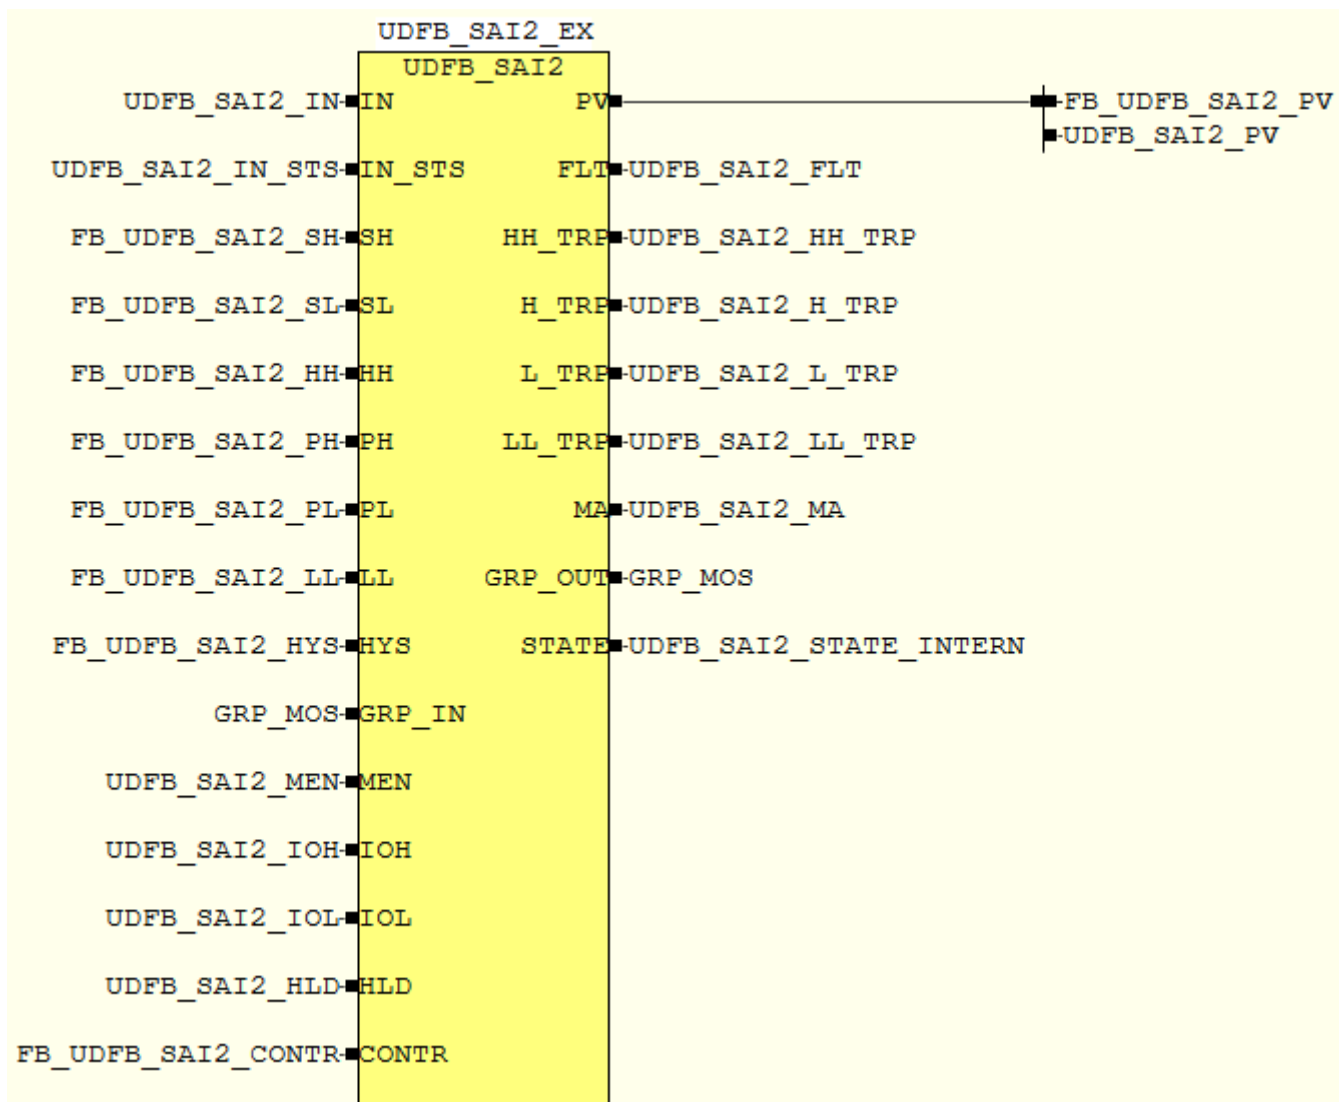 UDFB_SAI2_EX
UDFB_SAI2
UDFB_SAI2_IN IN PV FB_UDFB_SAI2_PV
UDFB_SAI2_PV
UDFB_SAI2_IN_STS IN_STS FLT UDFB_SAI2_FLT
FB_UDFB_SAI2_SH SH HH_TRP UDFB_SAI2_HH_TRP
FB_UDFB_SAI2_SL SL H_TRP UDFB_SAI2_H_TRP
FB_UDFB_SAI2_HH HH L_TRP UDFB_SAI2_L_TRP
FB_UDFB_SAI2_PH PH LL_TRP UDFB_SAI2_LL_TRP
FB_UDFB_SAI2_PL PL MA UDFB_SAI2_MA
FB_UDFB_SAI2_LL LL GRP_OUT GRP_MOS
FB_UDFB_SAI2_HYS HYS STATE UDFB_SAI2_STATE_INTERN
GRP_MOS GRP_IN
UDFB_SAI2_MEN MEN
UDFB_SAI2_IOH IOH
UDFB_SAI2_IOL IOL
UDFB_SAI2_HLD HLD
FB_UDFB_SAI2_CONTR CONTR